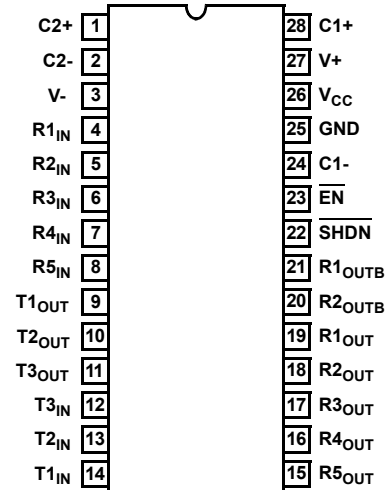 C2+ 1 28 C1+
C2- 2 27 V+
V- 3 26 VCC
R1IN 4 25 GND
R2IN 5 24 C1-
R3IN 6 23 EN
R4IN 7 22 SHDN
R5IN 8 21 R1OUTB
T1OUT 9 20 R2OUTB
T2OUT 10 19 R1OUT
T3OUT 11 18 R2OUT
T3IN 12 17 R3OUT
T2IN 13 16 R4OUT
T1IN 14 15 R5OUT